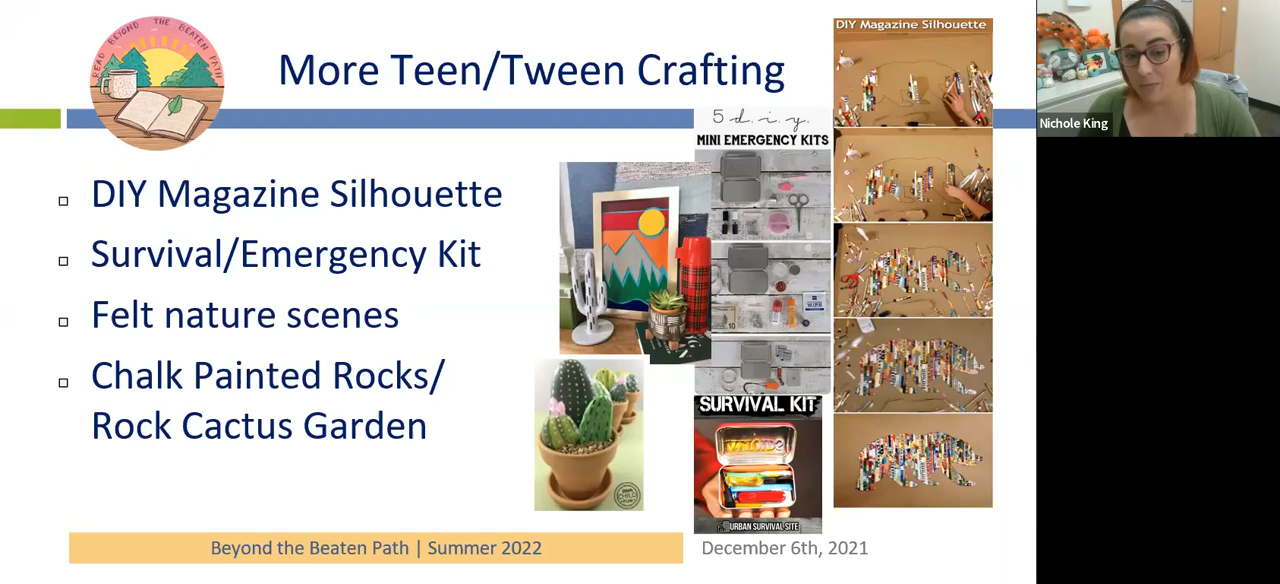 READ BEYOND THE BEATEN PATH
More Teen/Tween Crafting
DIY Magazine Silhouette
Survival/Emergency Kit
Felt nature scenes
Chalk Painted Rocks/
Rock Cactus Garden
5 d.i.y.
MINI EMERGENCY KITS
SURVIVAL KIT
URBAN SURVIVAL SITE
DIY Magazine Silhouette
Nichole King
Beyond the Beaten Path | Summer 2022
December 6th, 2021